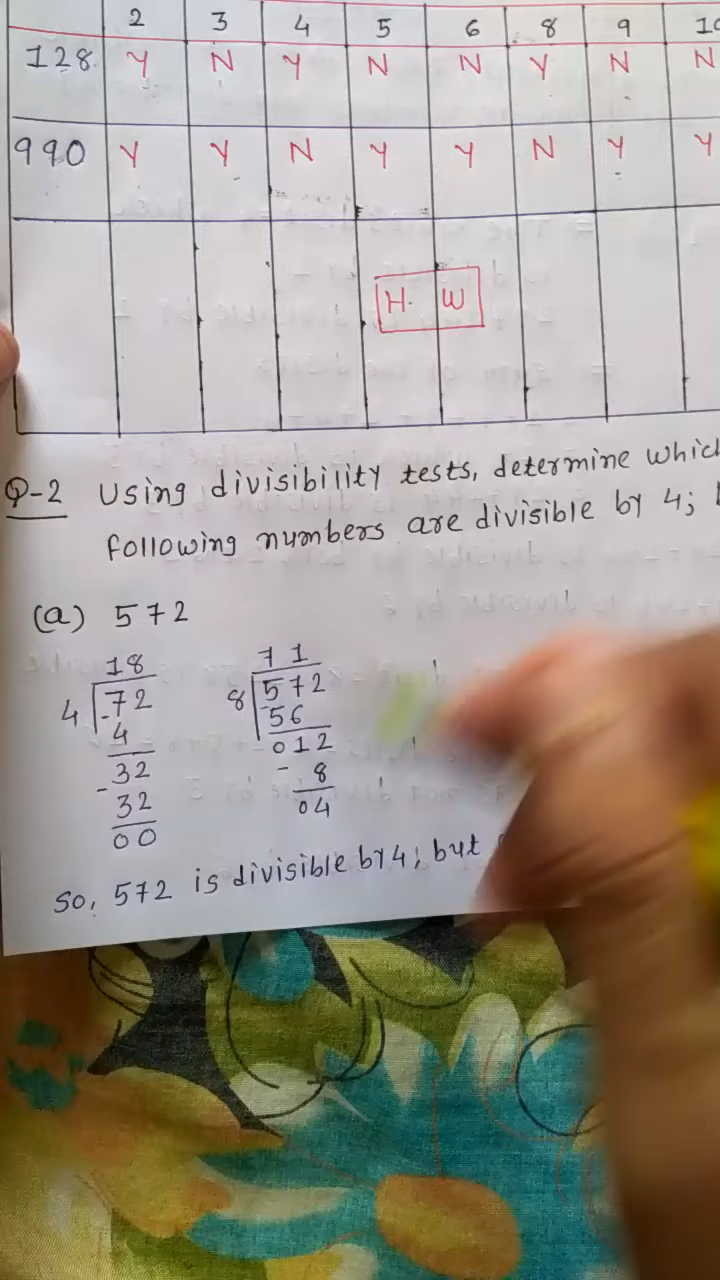 2 3 4 5 6 8 9 10
128 Y N Y N N Y N N
990 Y Y N Y Y N Y Y
H. W
Q-2 Using divisibility tests, determine which
following numbers are divisible by 4;
(a) 572
18
4 72
- 4
32
- 32
00
71
8 572
56
012
- 8
04
So, 572 is divisible by 4; but